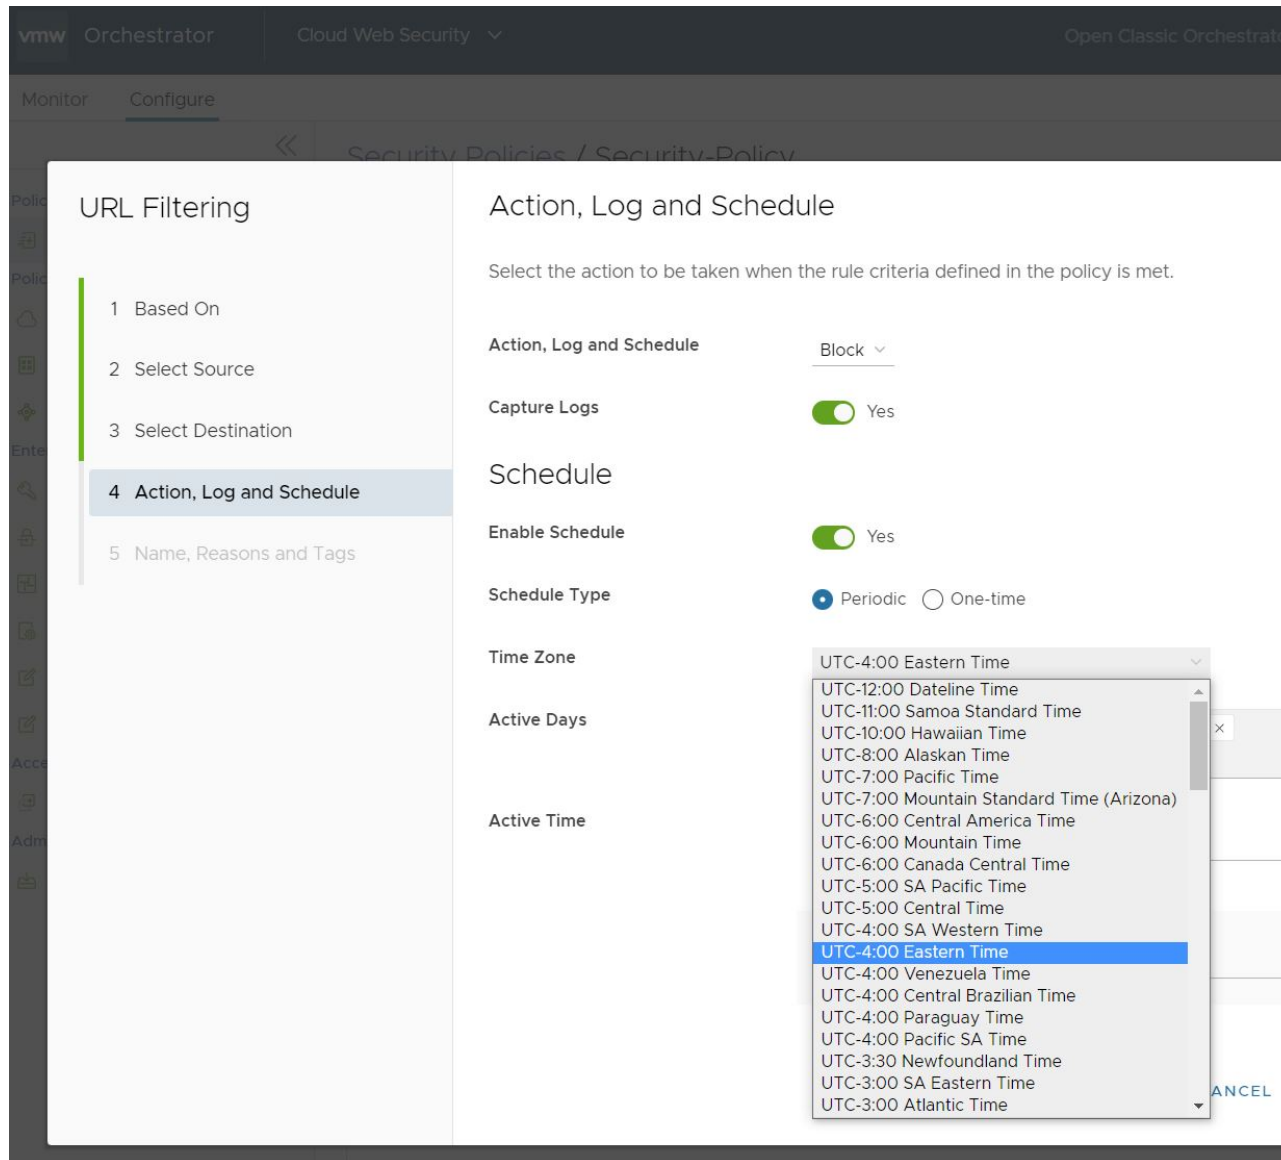 vmw Orchestrator Cloud Web Security Open Classic Orchestrato
Monitor Configure
Security Policies / Security-Policy
Polic
Polic
Ente
Acce
Adm
URL Filtering
1 Based On
2 Select Source
3 Select Destination
4 Action, Log and Schedule
5 Name, Reasons and Tags
Action, Log and Schedule
Select the action to be taken when the rule criteria defined in the policy is met.
Action, Log and Schedule Block
Capture Logs Yes
Schedule
Enable Schedule Yes
Schedule Type Periodic One-time
Time Zone UTC-4:00 Eastern Time
Active Days
Active Time
UTC-12:00 Dateline Time
UTC-11:00 Samoa Standard Time
UTC-10:00 Hawaiian Time
UTC-8:00 Alaskan Time
UTC-7:00 Pacific Time
UTC-7:00 Mountain Standard Time (Arizona)
UTC-6:00 Central America Time
UTC-6:00 Mountain Time
UTC-6:00 Canada Central Time
UTC-5:00 SA Pacific Time
UTC-5:00 Central Time
UTC-4:00 SA Western Time
UTC-4:00 Eastern Time
UTC-4:00 Venezuela Time
UTC-4:00 Central Brazilian Time
UTC-4:00 Paraguay Time
UTC-4:00 Pacific SA Time
UTC-3:30 Newfoundland Time
UTC-3:00 SA Eastern Time
UTC-3:00 Atlantic Time
ANCEL